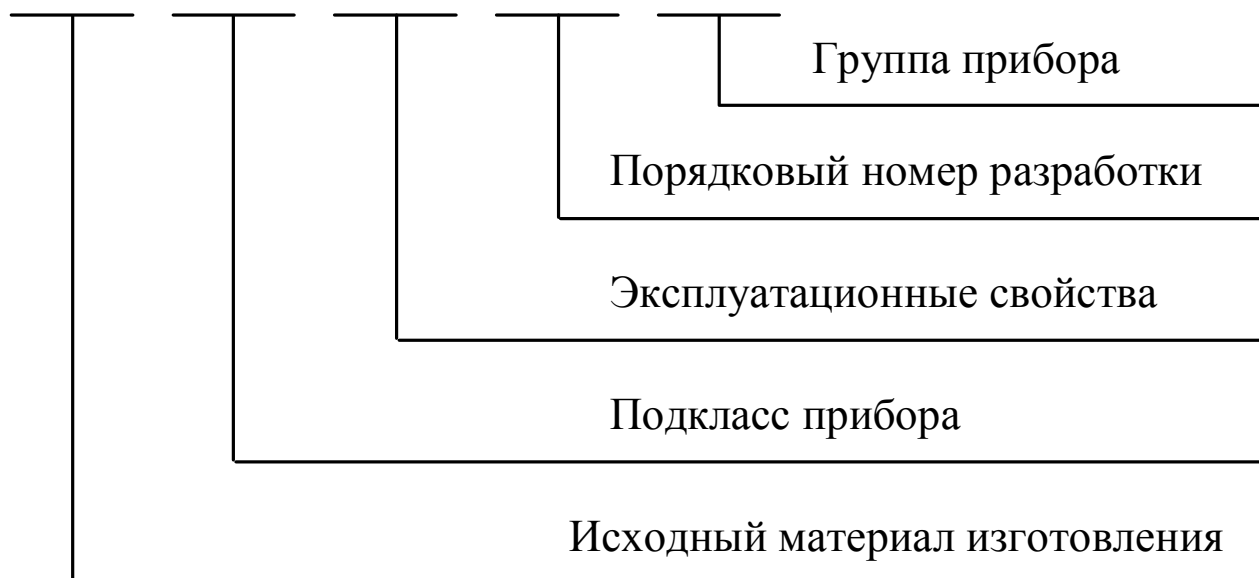 Группа прибора
Порядковый номер разработки
Эксплуатационные свойства
Подкласс прибора
Исходный материал изготовления